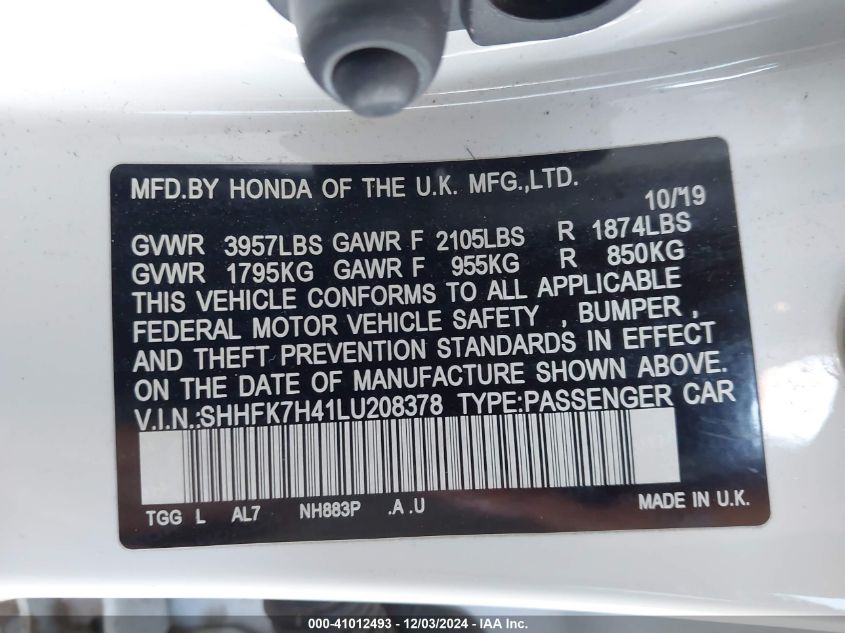 MFD.BY HONDA OF THE U.K. MFG.,LTD.
10/'19
GVWR 3957LBS GAWR F 2105LBS R 1874LBS
GVWR 1795KG GAWR F 955KG R 850KG
THIS VEHICLE CONFORMS TO ALL APPLICABLE
FEDERAL MOTOR VEHICLE SAFETY , BUMPER ,
AND THEFT PREVENTION STANDARDS IN EFFECT
ON THE DATE OF MANUFACTURE SHOWN ABOVE.
V.I.N.:SHHFK7H41LU208378 TYPE:PASSENGER CAR
TGG L AL7 NH883P .A .U MADE IN U.K.
000-41012493 - 12/03/2024 - IAA Inc.